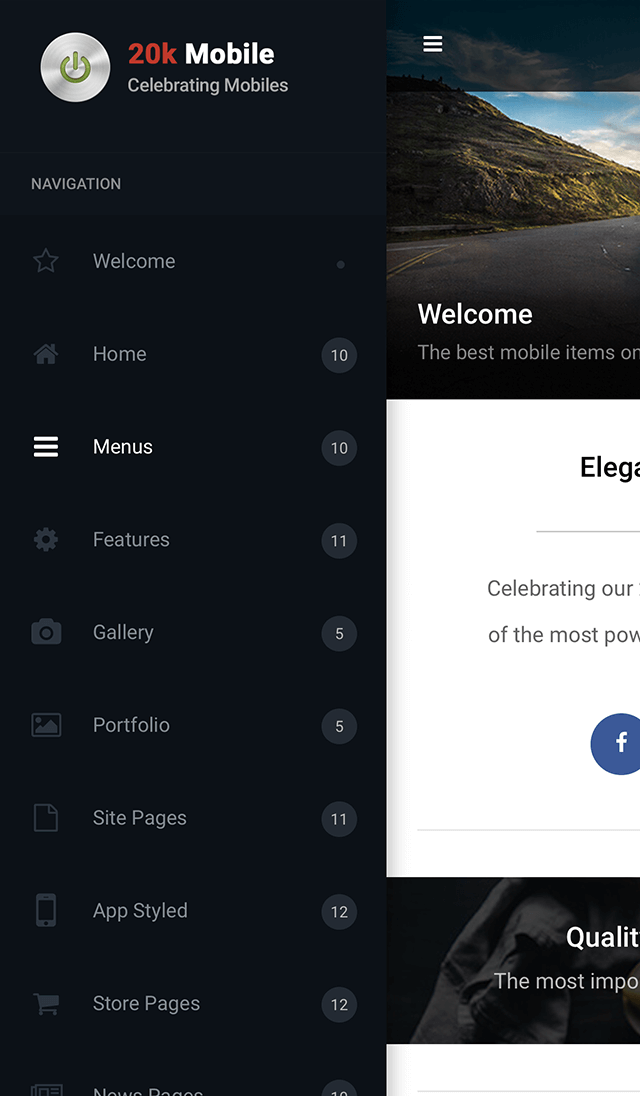 20k Mobile
Celebrating Mobiles
NAVIGATION
Welcome
Home 10
Menus 10
Features 11
Gallery 5
Portfolio 5
Site Pages 11
App Styled 12
Store Pages 12
News Pages 10
Welcome
The best mobile items on
Elega
Celebrating our
of the most pow
f
Qualit
The most impo